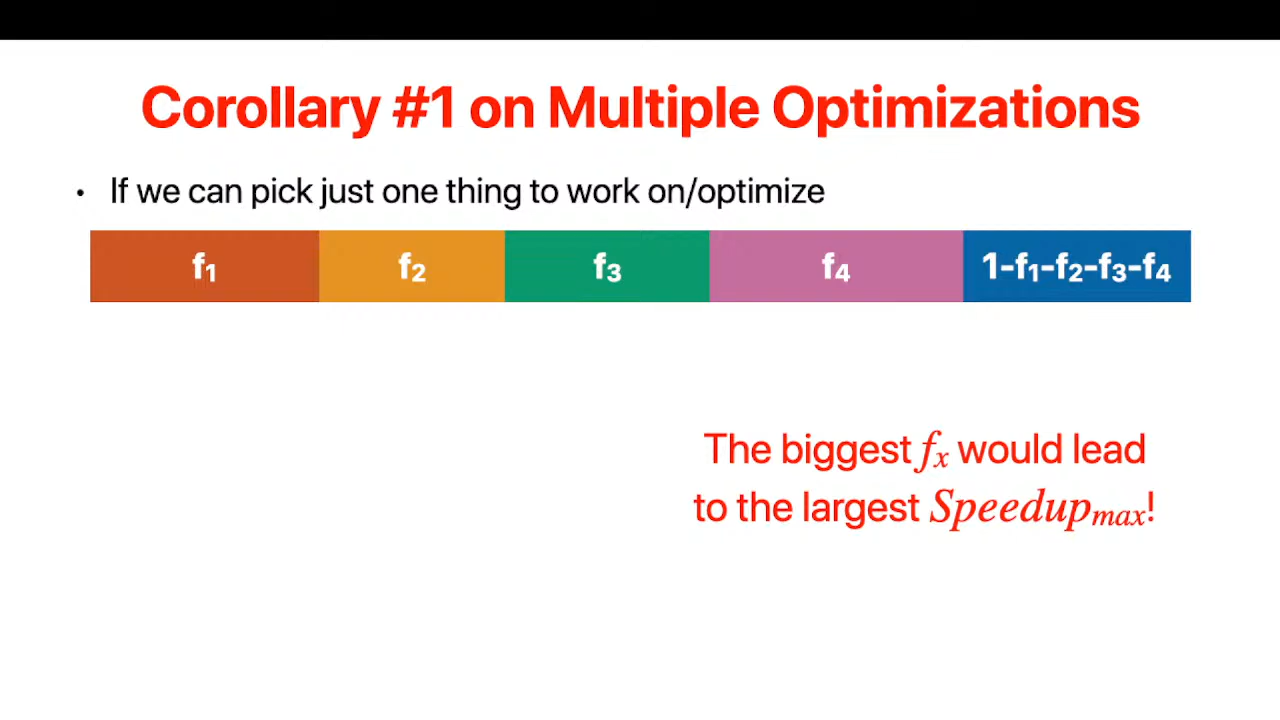 Corollary #1 on Multiple Optimizations
• If we can pick just one thing to work on/optimize
f₁ f₂ f₃ f₄ 1-f₁-f₂-f₃-f₄
The biggest fₓ would lead
to the largest Speedupₘₐₓ!